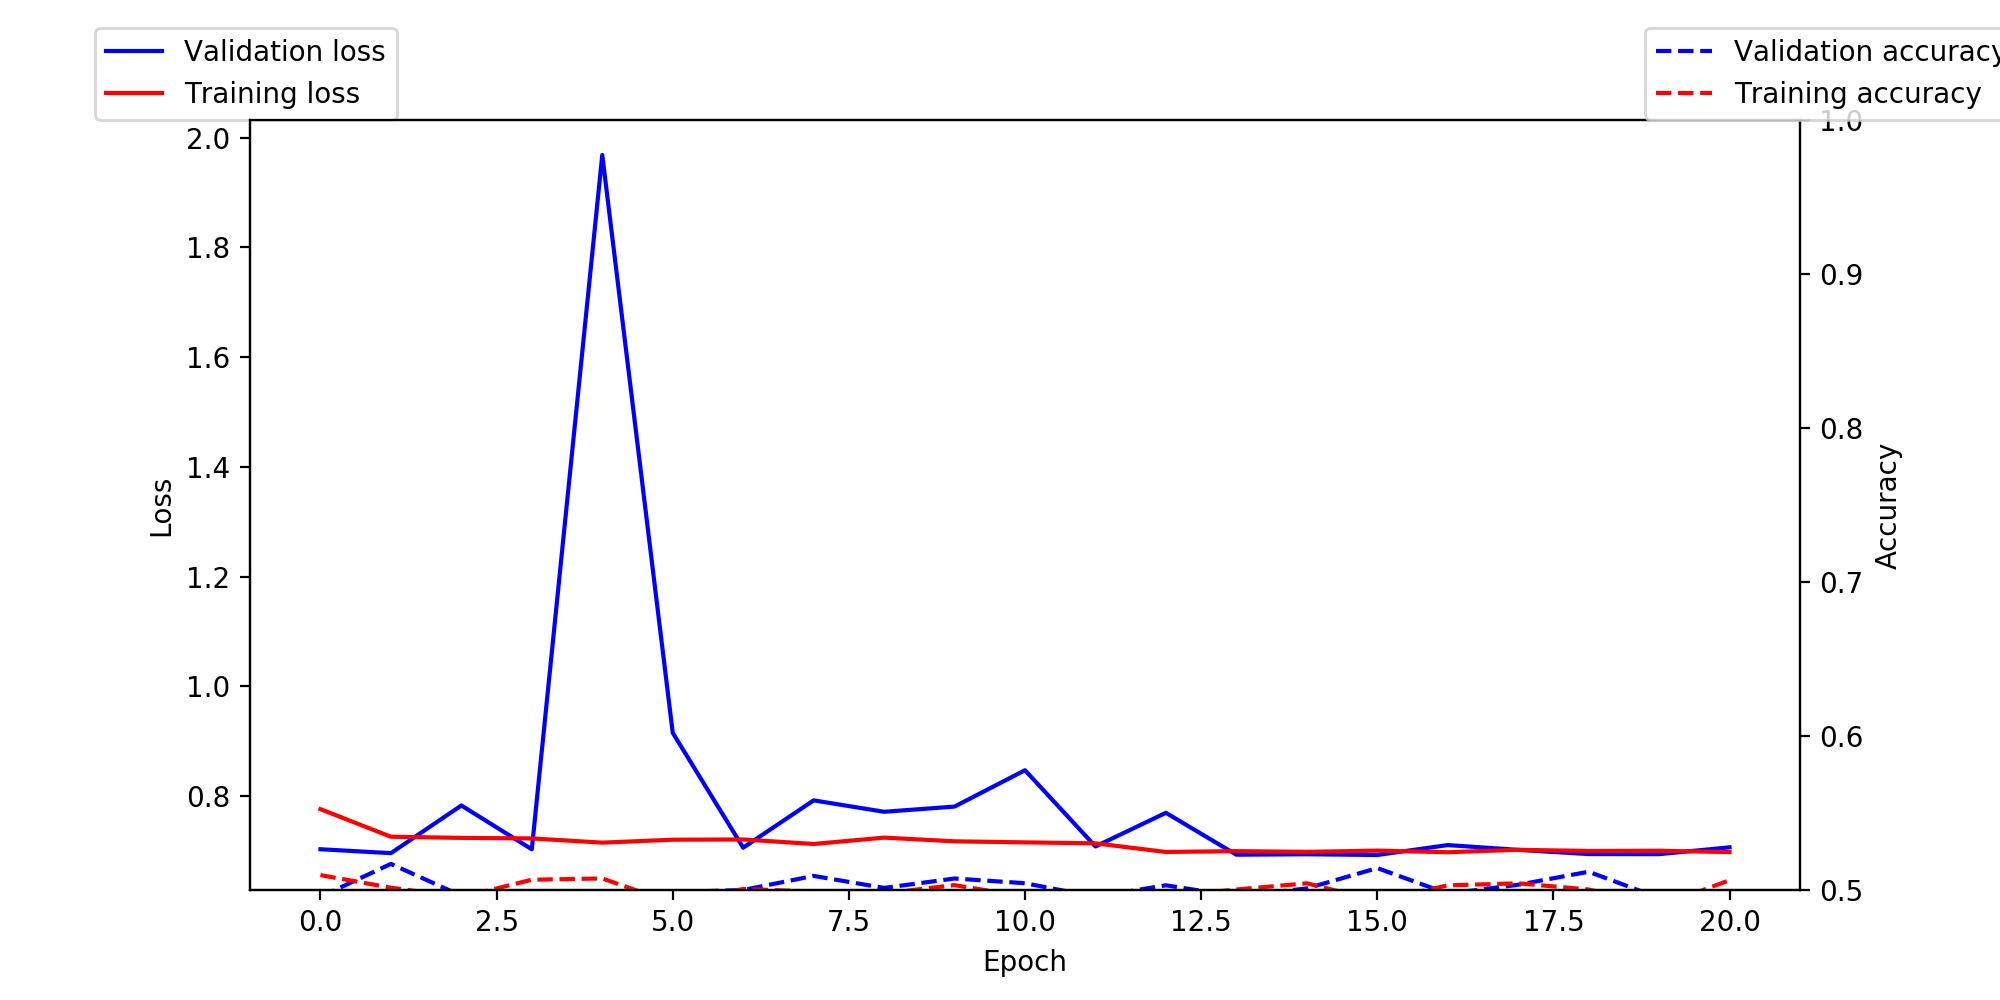 Validation loss
Training loss
Validation accuracy
Training accuracy
2.0
1.8
1.6
1.4
1.2
1.0
0.8
Loss
1.0
0.9
0.8
0.7
0.6
0.5
Accuracy
0.0 2.5 5.0 7.5 10.0 12.5 15.0 17.5 20.0
Epoch